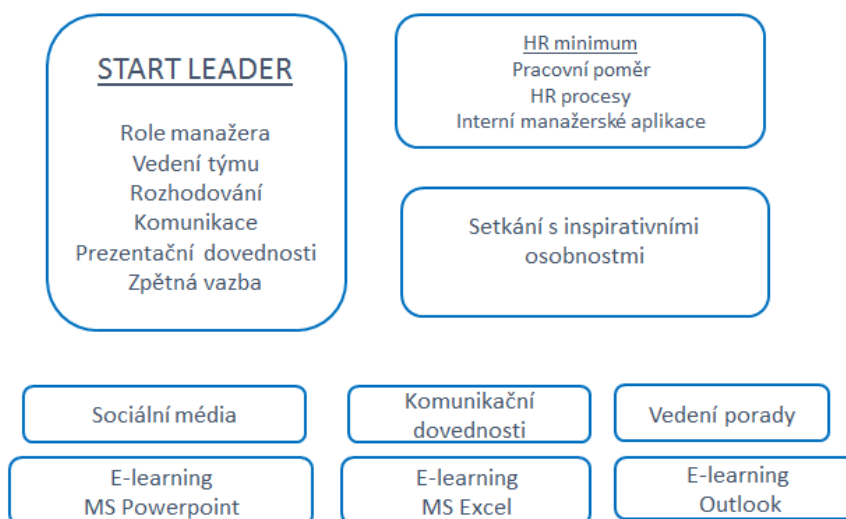 START LEADER
Role manažera
Vedení týmu
Rozhodování
Komunikace
Prezentační dovednosti
Zpětná vazba
HR minimum
Pracovní poměr
HR procesy
Interní manažerské aplikace
Setkání s inspirativními
osobnostmi
Sociální média
Komunikační
dovednosti
Vedení porady
E-learning
MS Powerpoint
E-learning
MS Excel
E-learning
Outlook